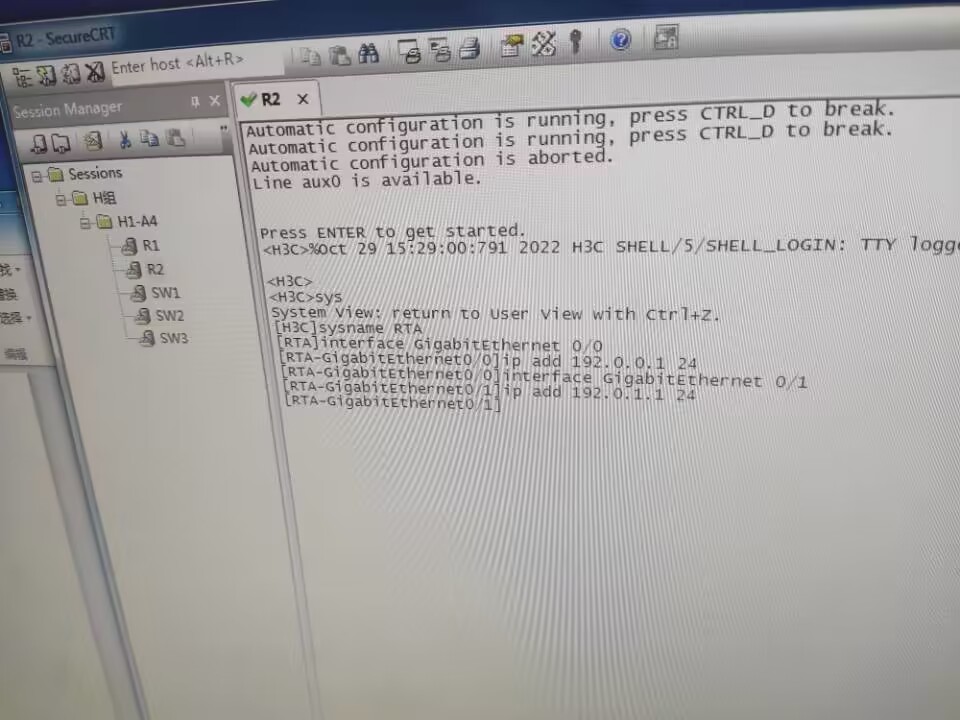 R2 - SecureCRT
Enter host <Alt+R>
Session Manager
R2
Sessions
H组
H1-A4
R1
R2
SW1
SW2
SW3
Automatic configuration is running, press CTRL_D to break.
Automatic configuration is running, press CTRL_D to break.
Automatic configuration is aborted.
Line aux0 is available.
Press ENTER to get started.
<H3C>%Oct 29 15:29:00:791 2022 H3C SHELL/5/SHELL_LOGIN: TTY logge
<H3C>
<H3C>sys
System View: return to User View with Ctrl+Z.
[H3C]sysname RTA
[RTA]interface GigabitEthernet 0/0
[RTA-GigabitEthernet0/0]ip add 192.0.0.1 24
[RTA-GigabitEthernet0/0]interface GigabitEthernet 0/1
[RTA-GigabitEthernet0/1]ip add 192.0.1.1 24
[RTA-GigabitEthernet0/1]
找
替换
选择
编辑